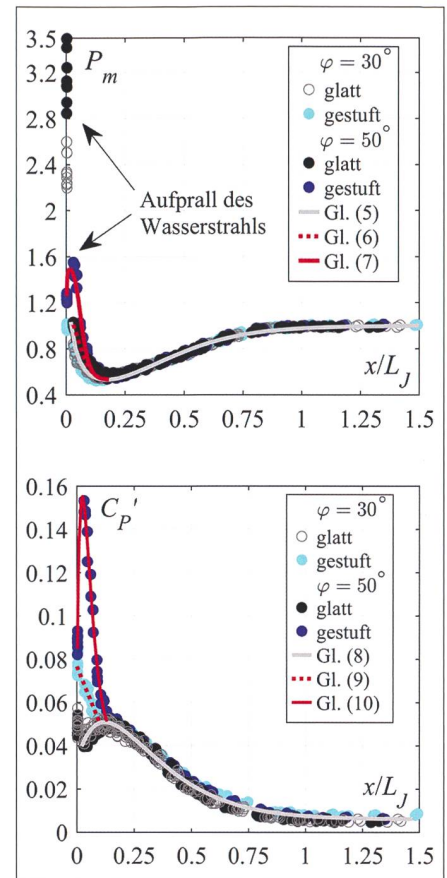 3.5
P_m
3.2
2.8
2.4
2
1.6
1.2
0.8
0.4
Aufprall des
Wasserstrahls
φ = 30°
glatt
gestuft
φ = 50°
glatt
gestuft
Gl. (5)
Gl. (6)
Gl. (7)
x/L_J
0 0.25 0.5 0.75 1 1.25 1.5
0.16
C_P'
0.14
0.12
0.1
0.08
0.06
0.04
0.02
0
φ = 30°
glatt
gestuft
φ = 50°
glatt
gestuft
Gl. (8)
Gl. (9)
Gl. (10)
x/L_J
0 0.25 0.5 0.75 1 1.25 1.5